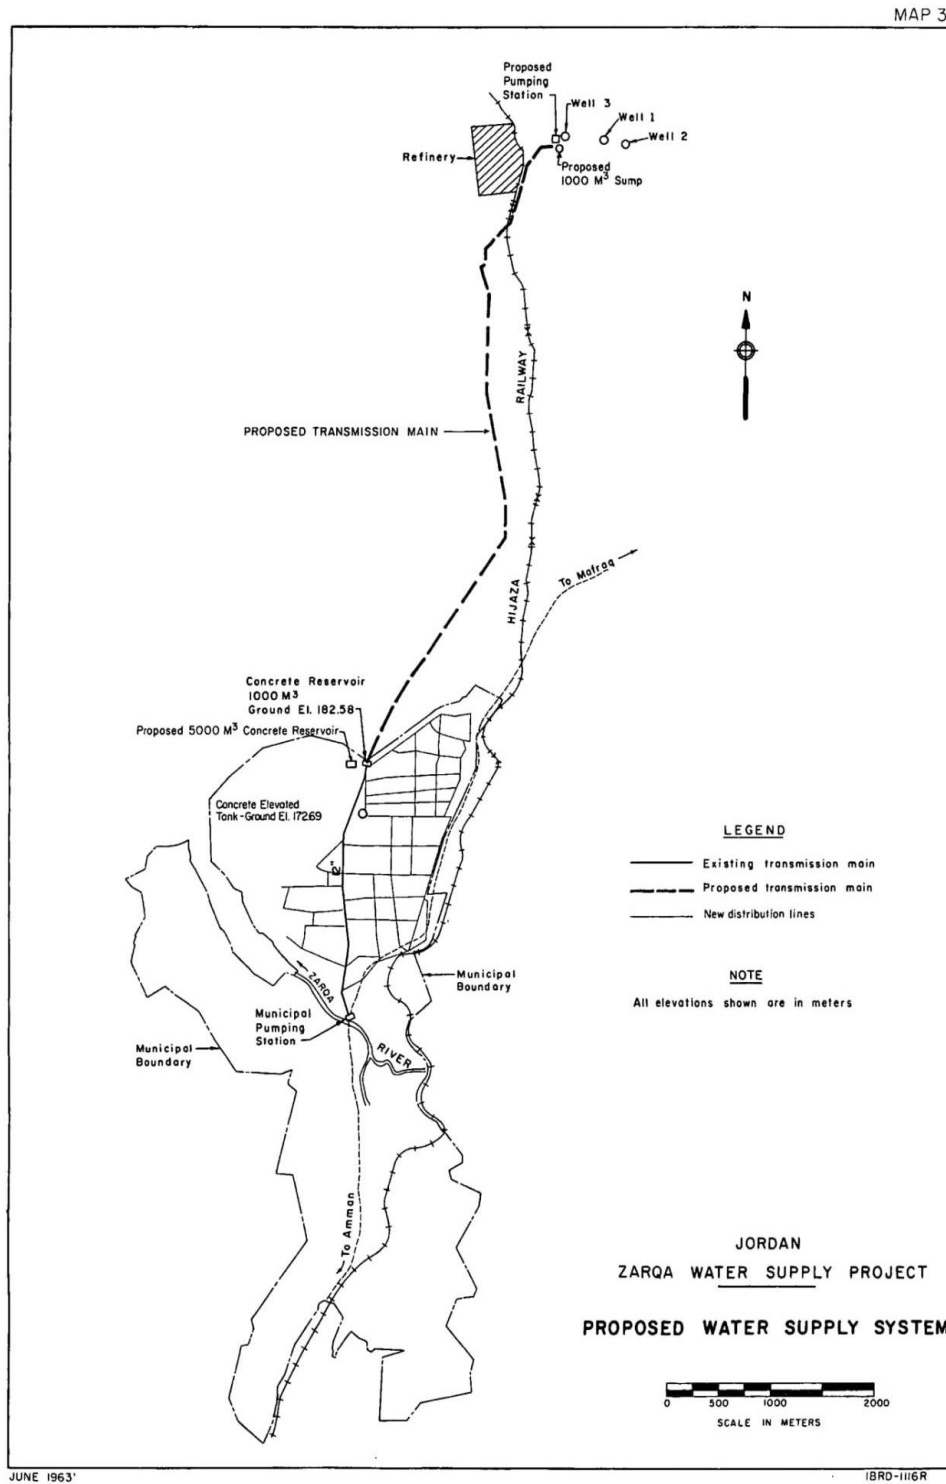 MAP 3
Proposed
Pumping
Station
Well 3
Well 1
Well 2
Refinery
Proposed
1000 M³ Sump
N
RAILWAY
PROPOSED TRANSMISSION MAIN
To Mafraq
HIJAZA
Concrete Reservoir
1000 M³
Ground El. 182.58
Proposed 5000 M³ Concrete Reservoir
Concrete Elevated
Tank-Ground El. 172.69
12"
LEGEND
Existing transmission main
Proposed transmission main
New distribution lines
NOTE
All elevations shown are in meters
ZARQA
RIVER
Municipal
Boundary
Municipal
Pumping
Station
Municipal
Boundary
To Amman
JORDAN
ZARQA WATER SUPPLY PROJECT
PROPOSED WATER SUPPLY SYSTEM
0 500 1000 2000
SCALE IN METERS
JUNE 1963
IBRD-1116R